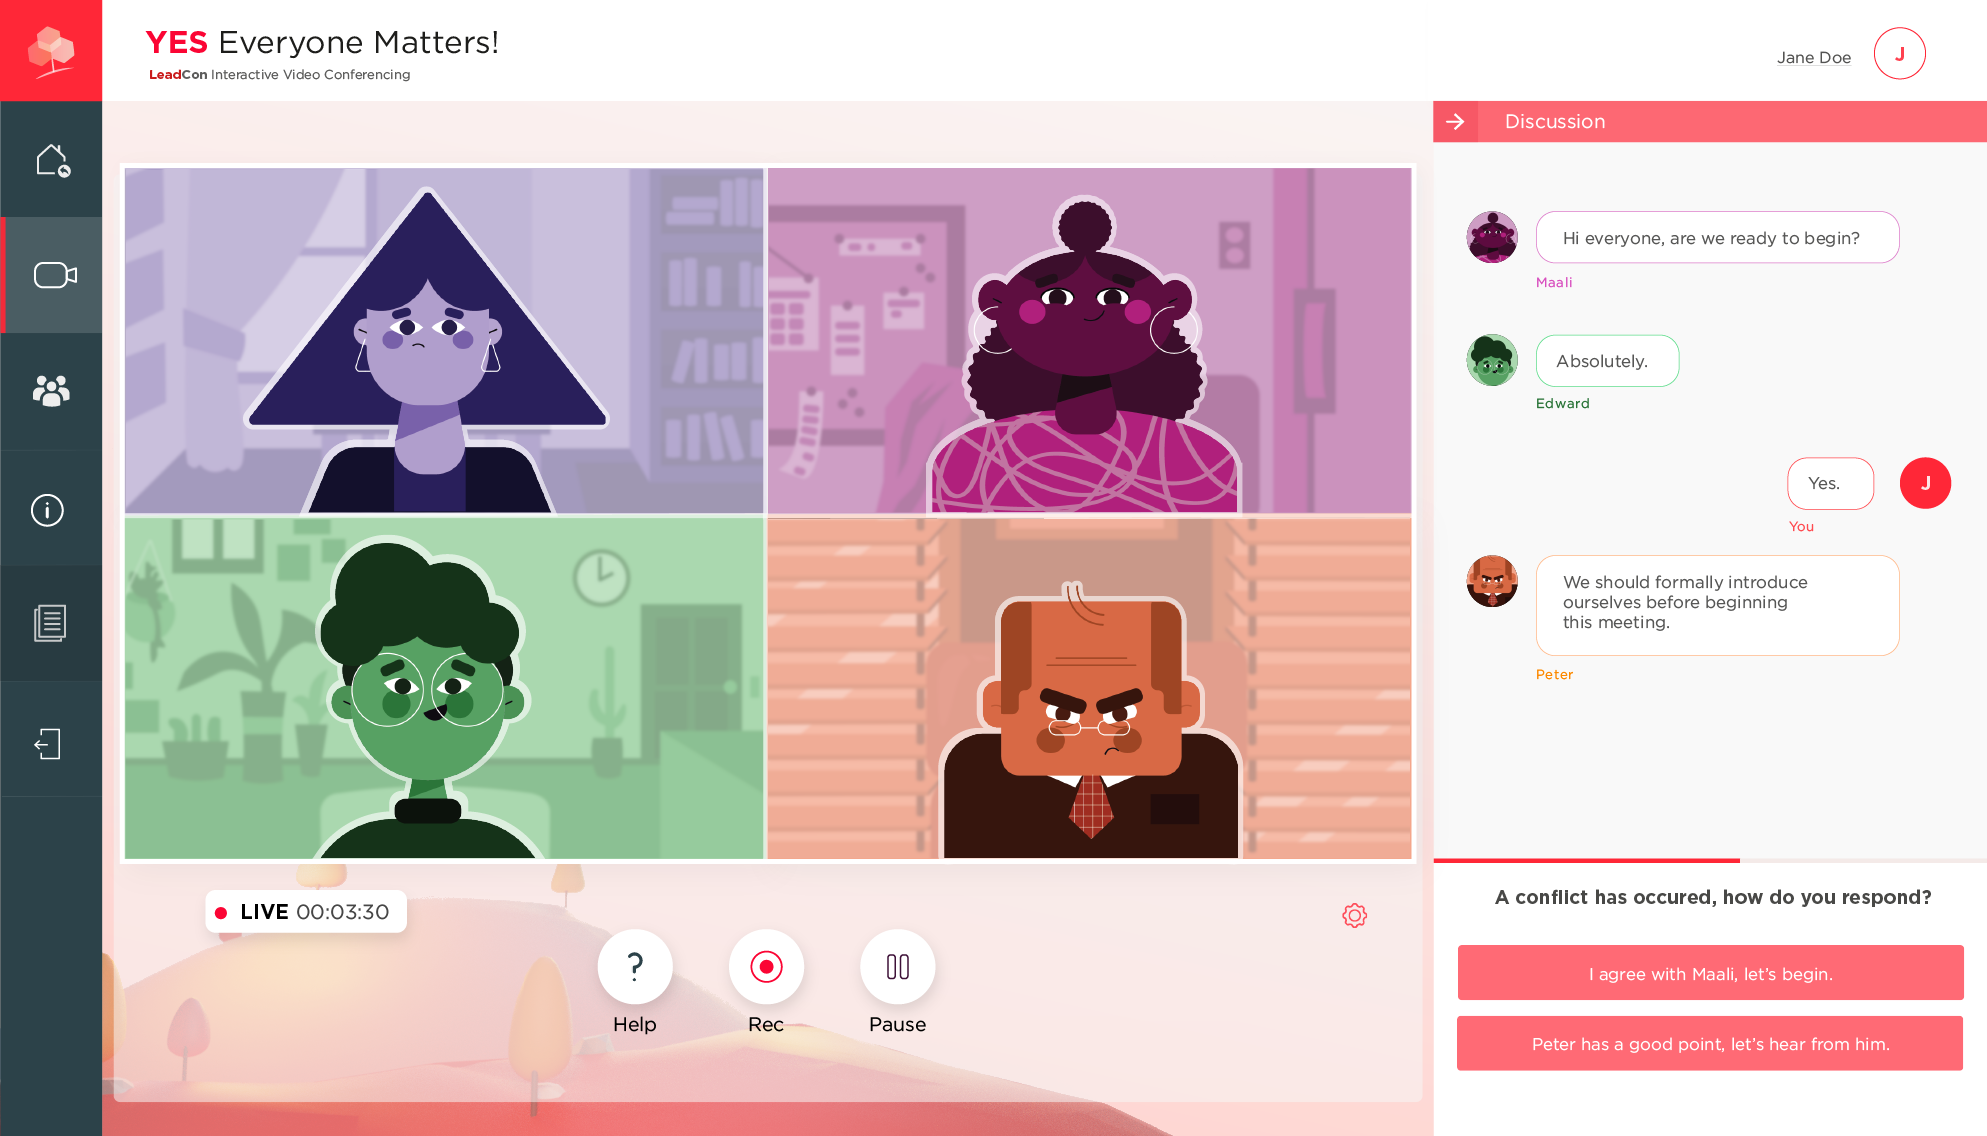 YES Everyone Matters!
LeadCon Interactive Video Conferencing
Jane Doe
J
Discussion
Hi everyone, are we ready to begin?
Maali
Absolutely.
Edward
Yes.
J
You
We should formally introduce
ourselves before beginning
this meeting.
Peter
LIVE 00:03:30
Help
Rec
Pause
A conflict has occured, how do you respond?
I agree with Maali, let's begin.
Peter has a good point, let's hear from him.